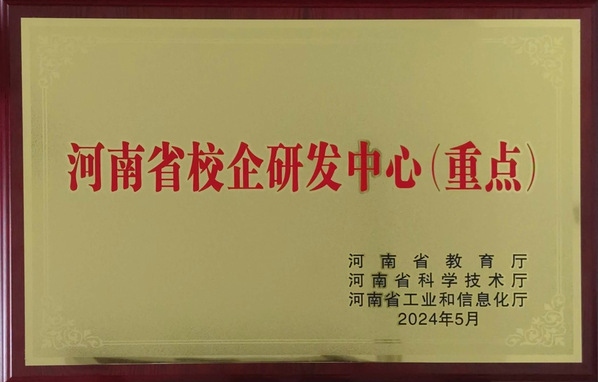 河南省校企研发中心（重点）
河南省教育厅
河南省科学技术厅
河南省工业和信息化厅
2024年5月